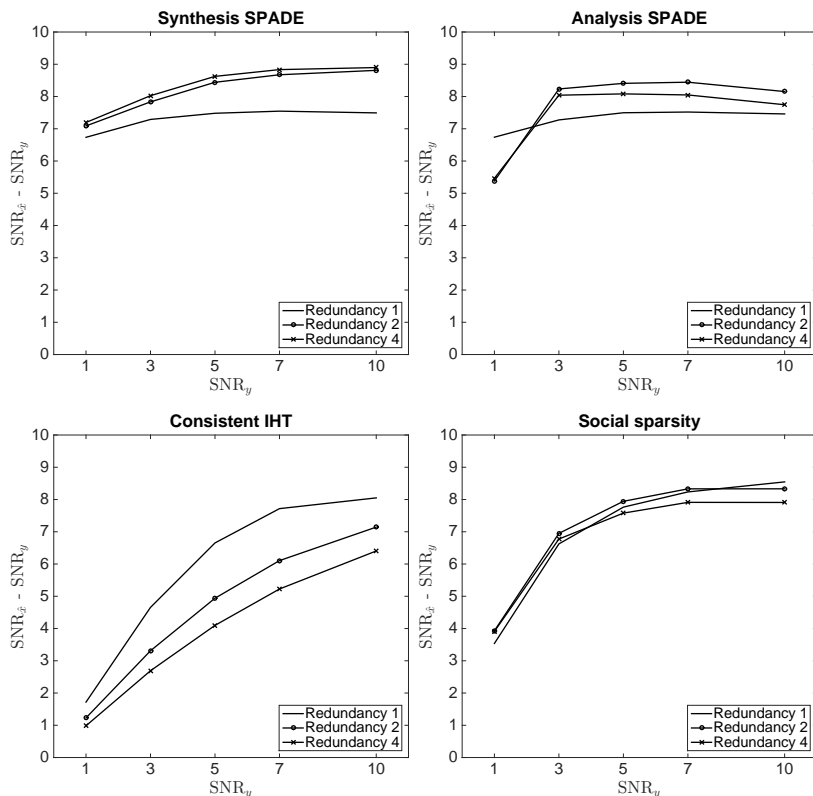 Synthesis SPADE
10
9
8
7
6
5
4
3
2
1
0
SNR_x̂ - SNR_y
Redundancy 1
Redundancy 2
Redundancy 4
1 3 5 7 10
SNR_y
Analysis SPADE
10
9
8
7
6
5
4
3
2
1
0
SNR_x̂ - SNR_y
Redundancy 1
Redundancy 2
Redundancy 4
1 3 5 7 10
SNR_y
Consistent IHT
10
9
8
7
6
5
4
3
2
1
0
SNR_x̂ - SNR_y
Redundancy 1
Redundancy 2
Redundancy 4
1 3 5 7 10
SNR_y
Social sparsity
10
9
8
7
6
5
4
3
2
1
0
SNR_x̂ - SNR_y
Redundancy 1
Redundancy 2
Redundancy 4
1 3 5 7 10
SNR_y